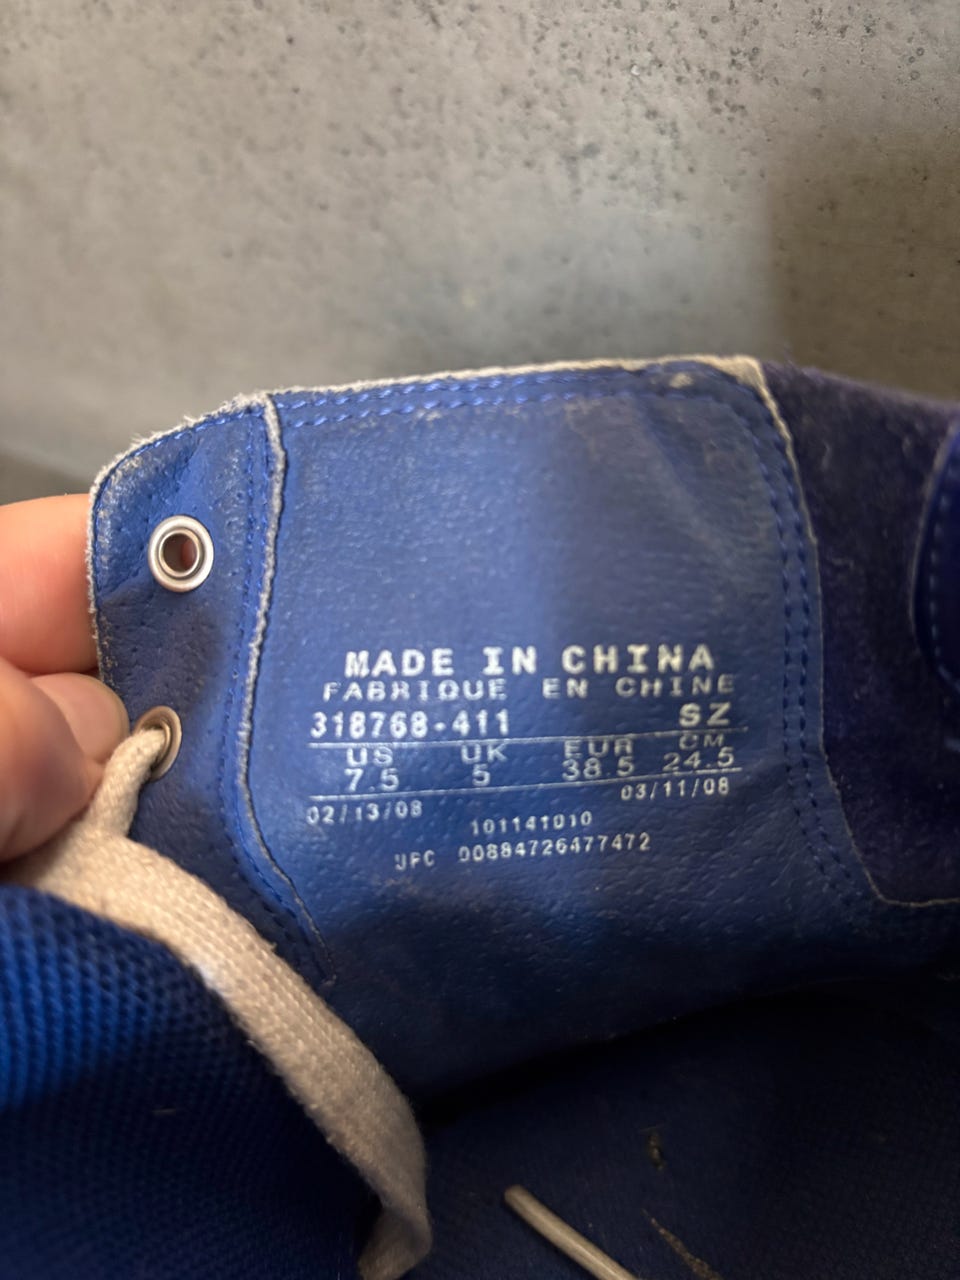 MADE IN CHINA
FABRIQUE EN CHINE
318768-411 SZ
US UK EUR CM
7.5 5 38.5 24.5
02/13/08 03/11/08
101141010
UPC 00884726477472